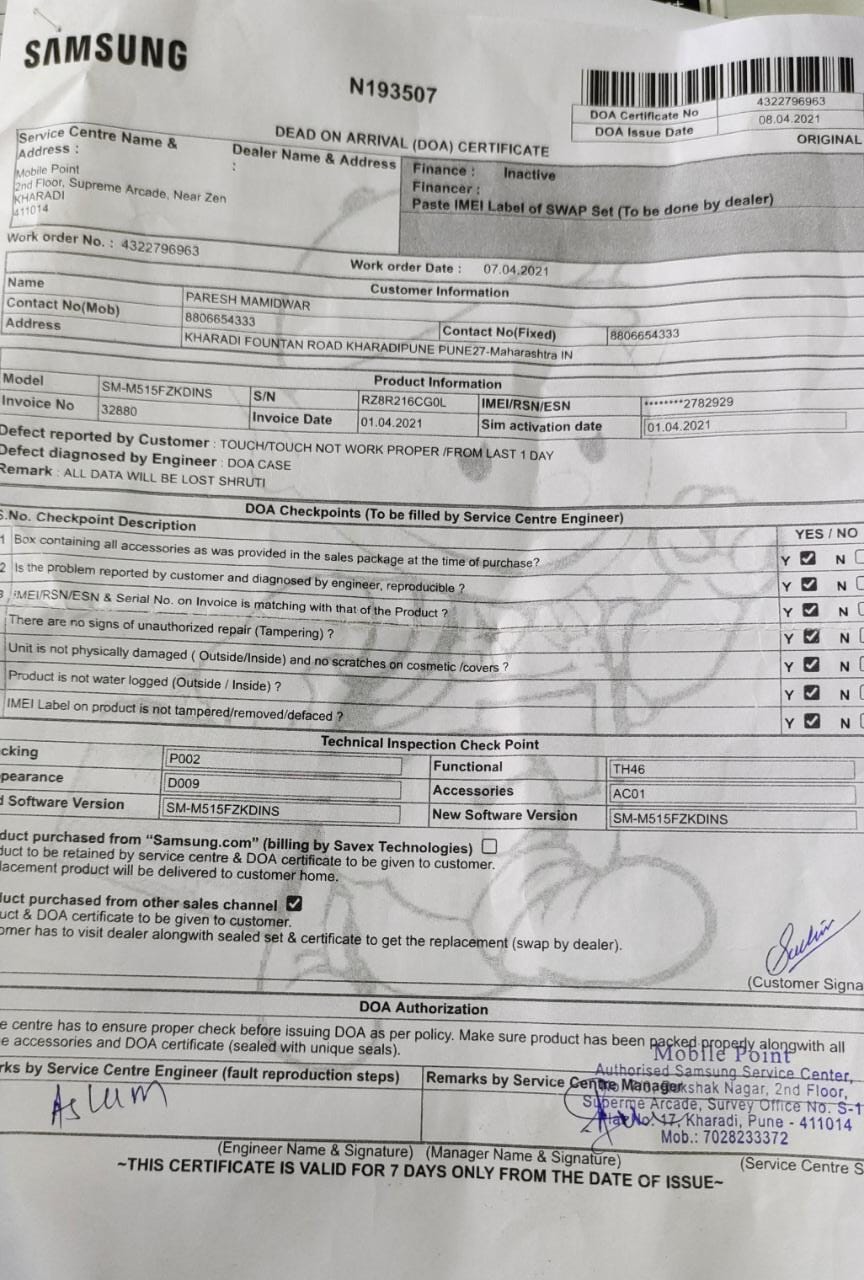 SAMSUNG
N193507
DOA Certificate No 4322796963
DOA Issue Date 08.04.2021
DEAD ON ARRIVAL (DOA) CERTIFICATE
ORIGINAL
Service Centre Name &
Address :
Mobile Point
2nd Floor, Supreme Arcade, Near Zen
KHARADI
411014
Dealer Name & Address
:
Finance : Inactive
Financer :
Paste IMEI Label of SWAP Set (To be done by dealer)
Work order No. : 4322796963
Work order Date : 07.04.2021
Customer Information
Name PARESH MAMIDWAR
Contact No(Mob) 8806654333 Contact No(Fixed) 8806654333
Address KHARADI FOUNTAN ROAD KHARADIPUNE PUNE27-Maharashtra IN
Product Information
Model SM-M515FZKDINS S/N RZ8R216CG0L IMEI/RSN/ESN ********2782929
Invoice No 32880 Invoice Date 01.04.2021 Sim activation date 01.04.2021
Defect reported by Customer : TOUCH/TOUCH NOT WORK PROPER /FROM LAST 1 DAY
Defect diagnosed by Engineer : DOA CASE
Remark : ALL DATA WILL BE LOST SHRUTI
DOA Checkpoints (To be filled by Service Centre Engineer)
S.No. Checkpoint Description YES / NO
1 Box containing all accessories as was provided in the sales package at the time of purchase? Y N
2 Is the problem reported by customer and diagnosed by engineer, reproducible ? Y N
3 IMEI/RSN/ESN & Serial No. on Invoice is matching with that of the Product ? Y N
There are no signs of unauthorized repair (Tampering) ? Y N
Unit is not physically damaged ( Outside/Inside) and no scratches on cosmetic /covers ? Y N
Product is not water logged (Outside / Inside) ? Y N
IMEI Label on product is not tampered/removed/defaced ? Y N
Technical Inspection Check Point
cking P002 Functional TH46
pearance D009 Accessories AC01
d Software Version SM-M515FZKDINS New Software Version SM-M515FZKDINS
duct purchased from “Samsung.com” (billing by Savex Technologies)
duct to be retained by service centre & DOA certificate to be given to customer.
lacement product will be delivered to customer home.
duct purchased from other sales channel
uct & DOA certificate to be given to customer.
omer has to visit dealer alongwith sealed set & certificate to get the replacement (swap by dealer).
(Customer Signa
DOA Authorization
e centre has to ensure proper check before issuing DOA as per policy. Make sure product has been packed properly alongwith all
e accessories and DOA certificate (sealed with unique seals).
rks by Service Centre Engineer (fault reproduction steps) Remarks by Service Centre Manager
Aslum
Mobile Point
Authorised Samsung Service Center,
kshak Nagar, 2nd Floor,
Superme Arcade, Survey Office No. S-1
No. 17, Kharadi, Pune - 411014
Mob.: 7028233372
(Engineer Name & Signature) (Manager Name & Signature) (Service Centre S
~THIS CERTIFICATE IS VALID FOR 7 DAYS ONLY FROM THE DATE OF ISSUE~